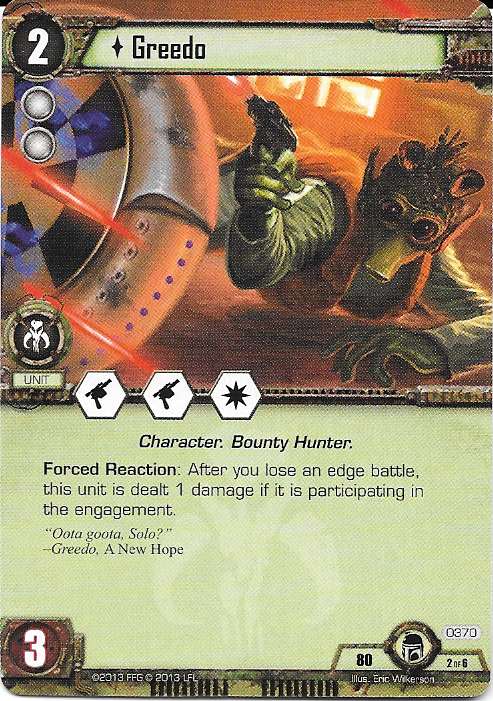 2
Greedo
UNIT
Character. Bounty Hunter.
Forced Reaction: After you lose an edge battle,
this unit is dealt 1 damage if it is participating in
the engagement.
“Oota goota, Solo?”
–Greedo, A New Hope
3
0370
80
2 OF 6
©2013 FFG © 2013 LFL
Illus. Eric Wilkerson